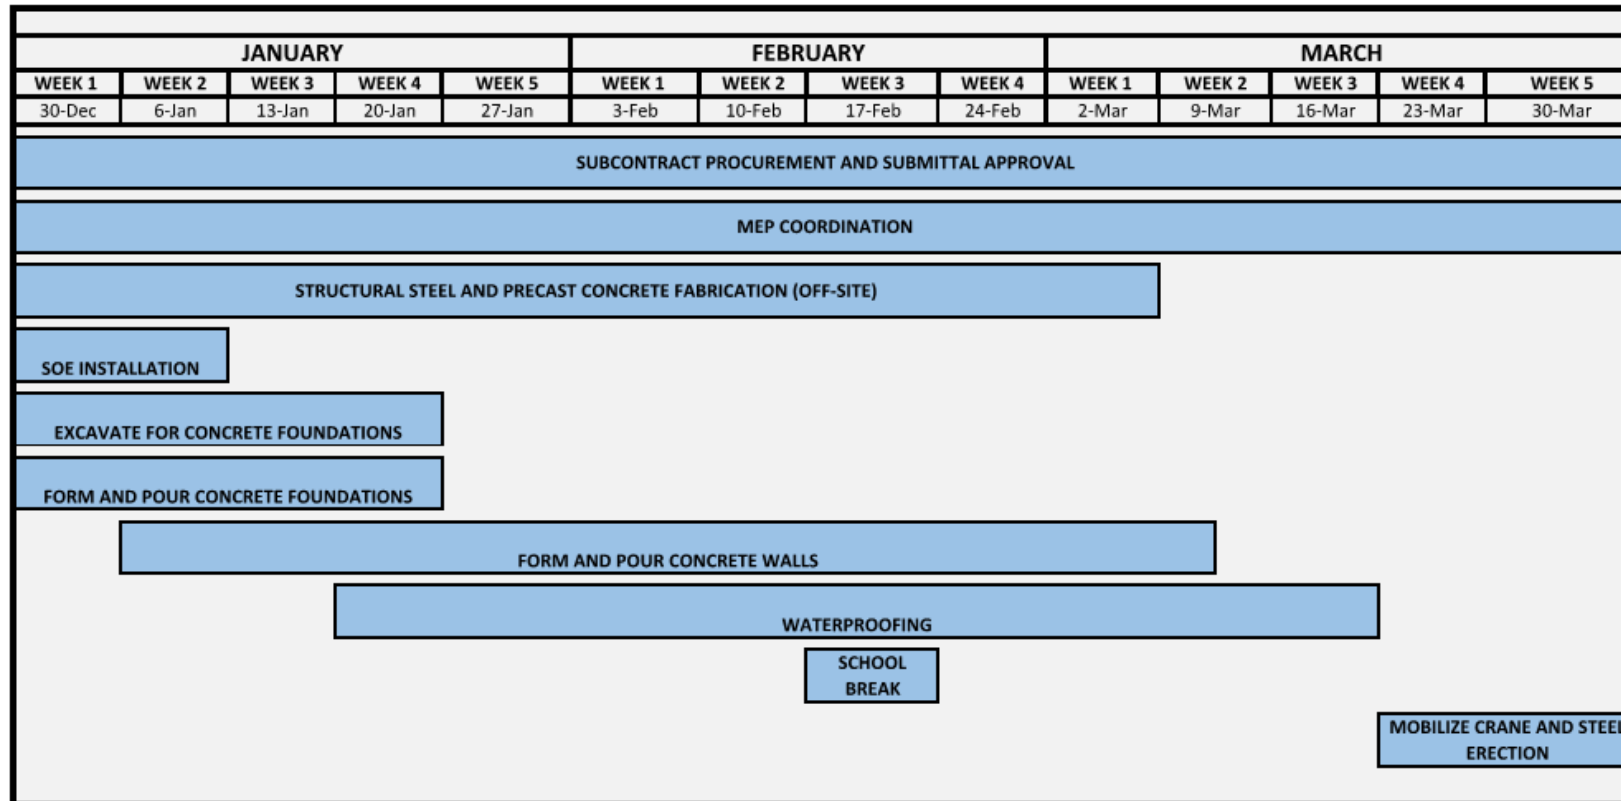 JANUARY FEBRUARY MARCH
WEEK 1 WEEK 2 WEEK 3 WEEK 4 WEEK 5 WEEK 1 WEEK 2 WEEK 3 WEEK 4 WEEK 1 WEEK 2 WEEK 3 WEEK 4 WEEK 5
30-Dec 6-Jan 13-Jan 20-Jan 27-Jan 3-Feb 10-Feb 17-Feb 24-Feb 2-Mar 9-Mar 16-Mar 23-Mar 30-Mar
SUBCONTRACT PROCUREMENT AND SUBMITTAL APPROVAL
MEP COORDINATION
STRUCTURAL STEEL AND PRECAST CONCRETE FABRICATION (OFF-SITE)
SOE INSTALLATION
EXCAVATE FOR CONCRETE FOUNDATIONS
FORM AND POUR CONCRETE FOUNDATIONS
FORM AND POUR CONCRETE WALLS
WATERPROOFING
SCHOOL
BREAK
MOBILIZE CRANE AND STEEL
ERECTION